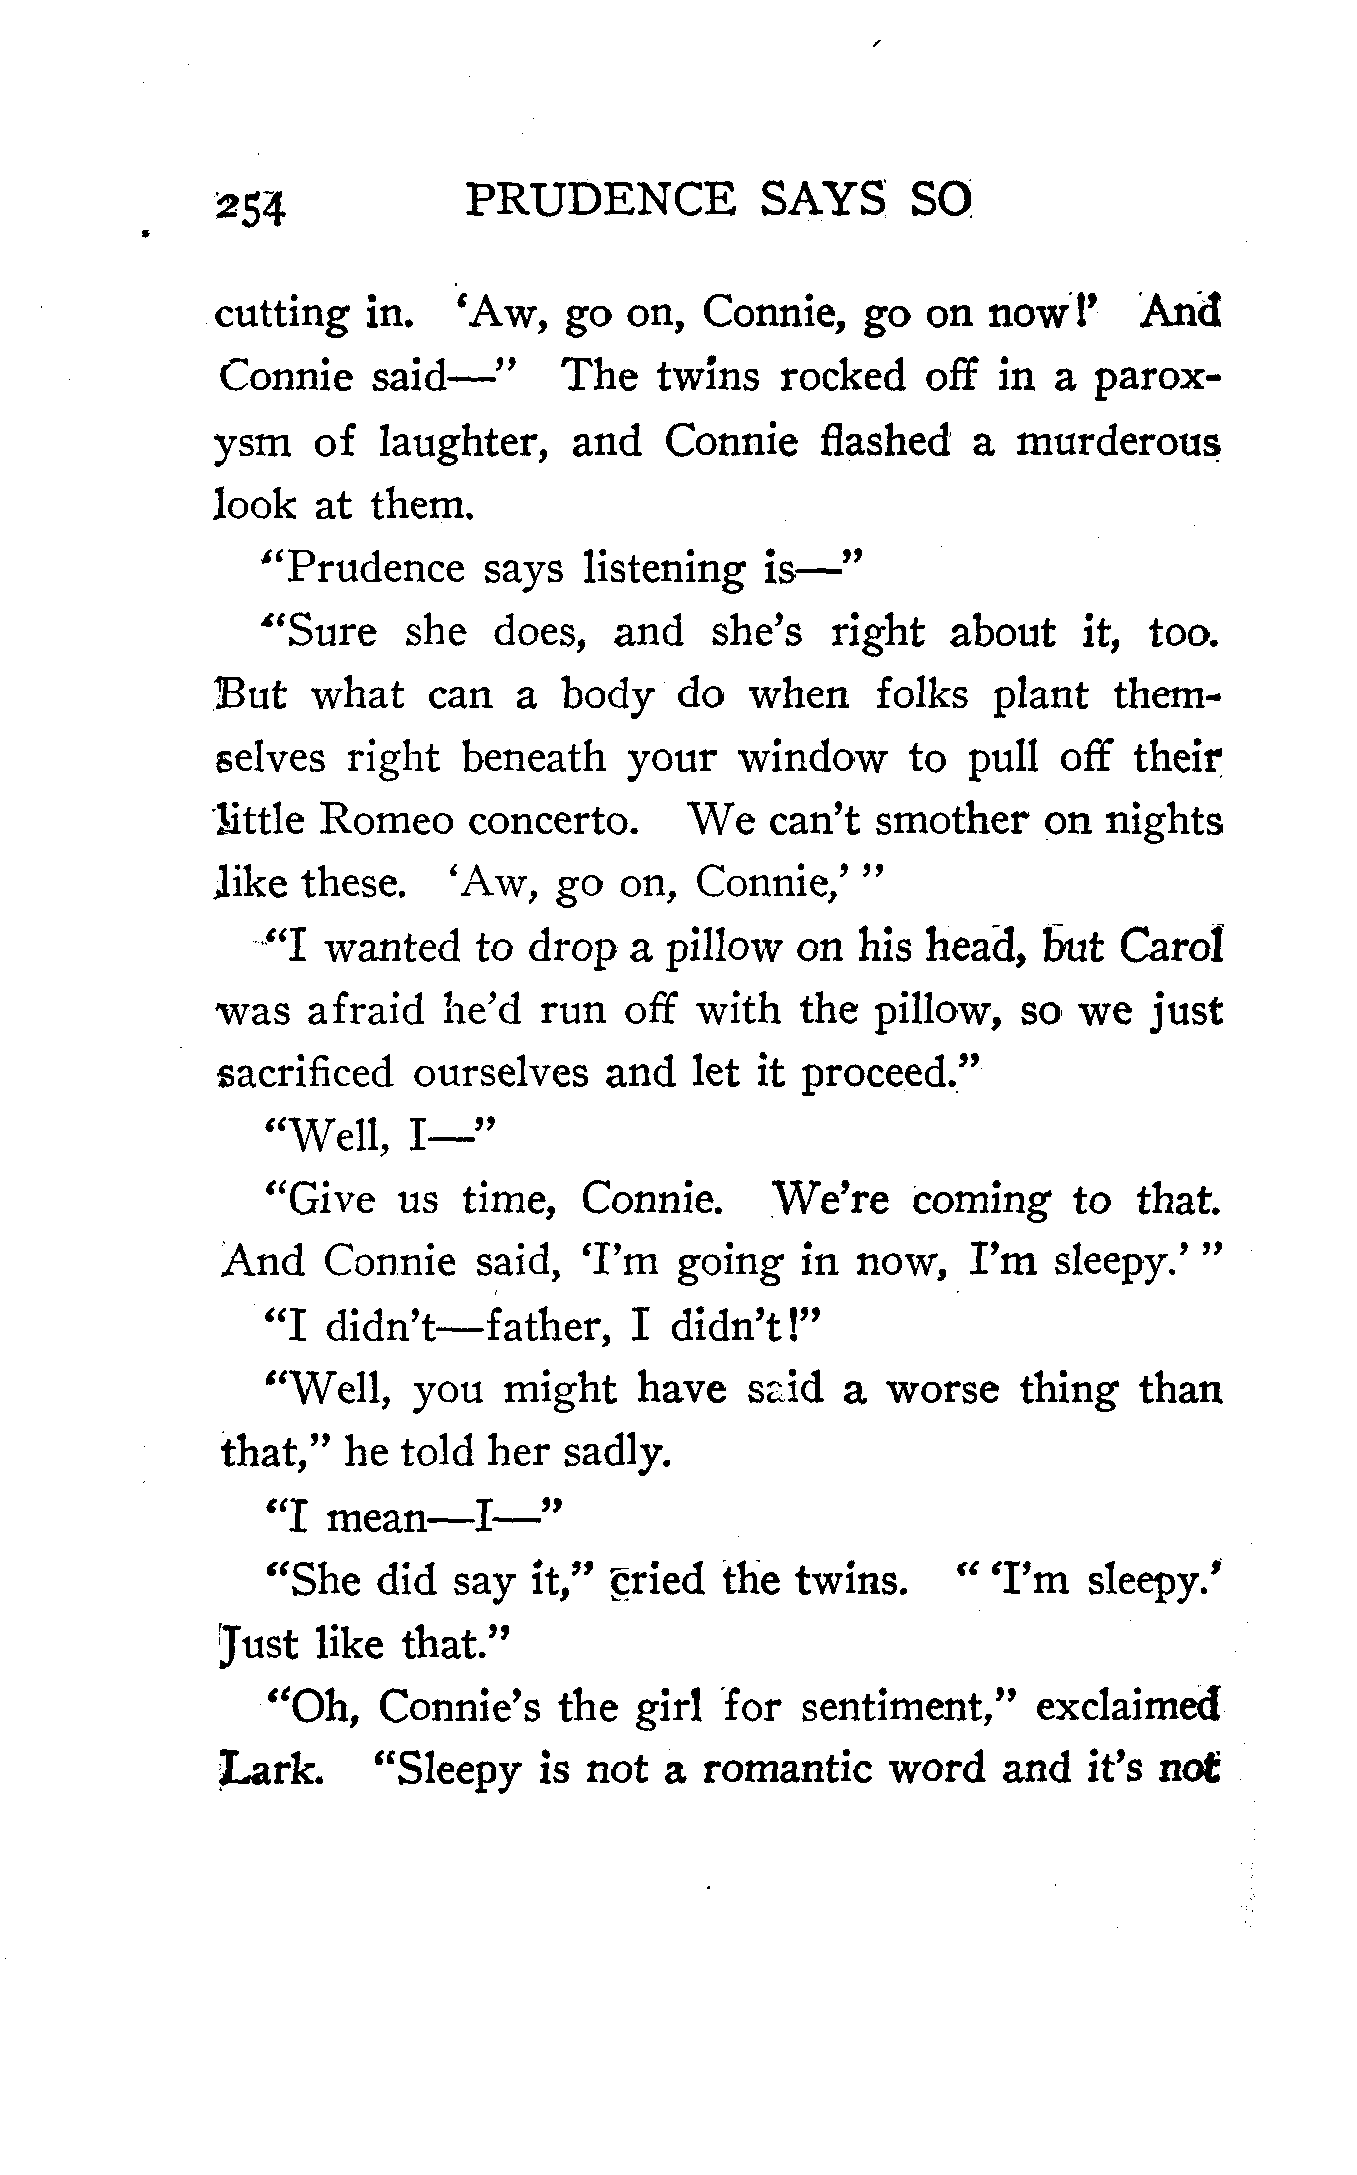 254 PRUDENCE SAYS SO
cutting in. 'Aw, go on, Connie, go on now!' And
Connie said—" The twins rocked off in a parox-
ysm of laughter, and Connie flashed a murderous
look at them.
"Prudence says listening is—"
"Sure she does, and she's right about it, too.
But what can a body do when folks plant them-
selves right beneath your window to pull off their
little Romeo concerto. We can't smother on nights
like these. 'Aw, go on, Connie,' "
"I wanted to drop a pillow on his head, but Carol
was afraid he'd run off with the pillow, so we just
sacrificed ourselves and let it proceed."
"Well, I—"
"Give us time, Connie. We're coming to that.
And Connie said, 'I'm going in now, I'm sleepy.' "
"I didn't—father, I didn't!"
"Well, you might have said a worse thing than
that," he told her sadly.
"I mean—I—"
"She did say it," cried the twins. " 'I'm sleepy.'
Just like that."
"Oh, Connie's the girl for sentiment," exclaimed
Lark. "Sleepy is not a romantic word and it's not